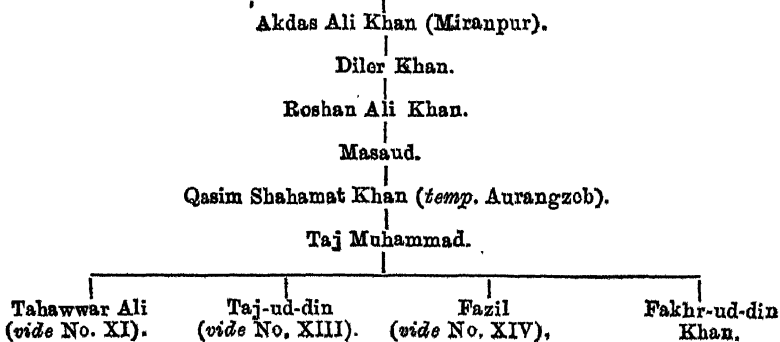 Akdas Ali Khan (Miranpur).
Diler Khan.
Roshan Ali Khan.
Masaud.
Qasim Shahamat Khan (temp. Aurangzob).
Taj Muhammad.
Tahawwar Ali Taj-ud-din Fazil Fakhr-ud-din
(vide No. XI). (vide No, XIII). (vide No, XIV), Khan.